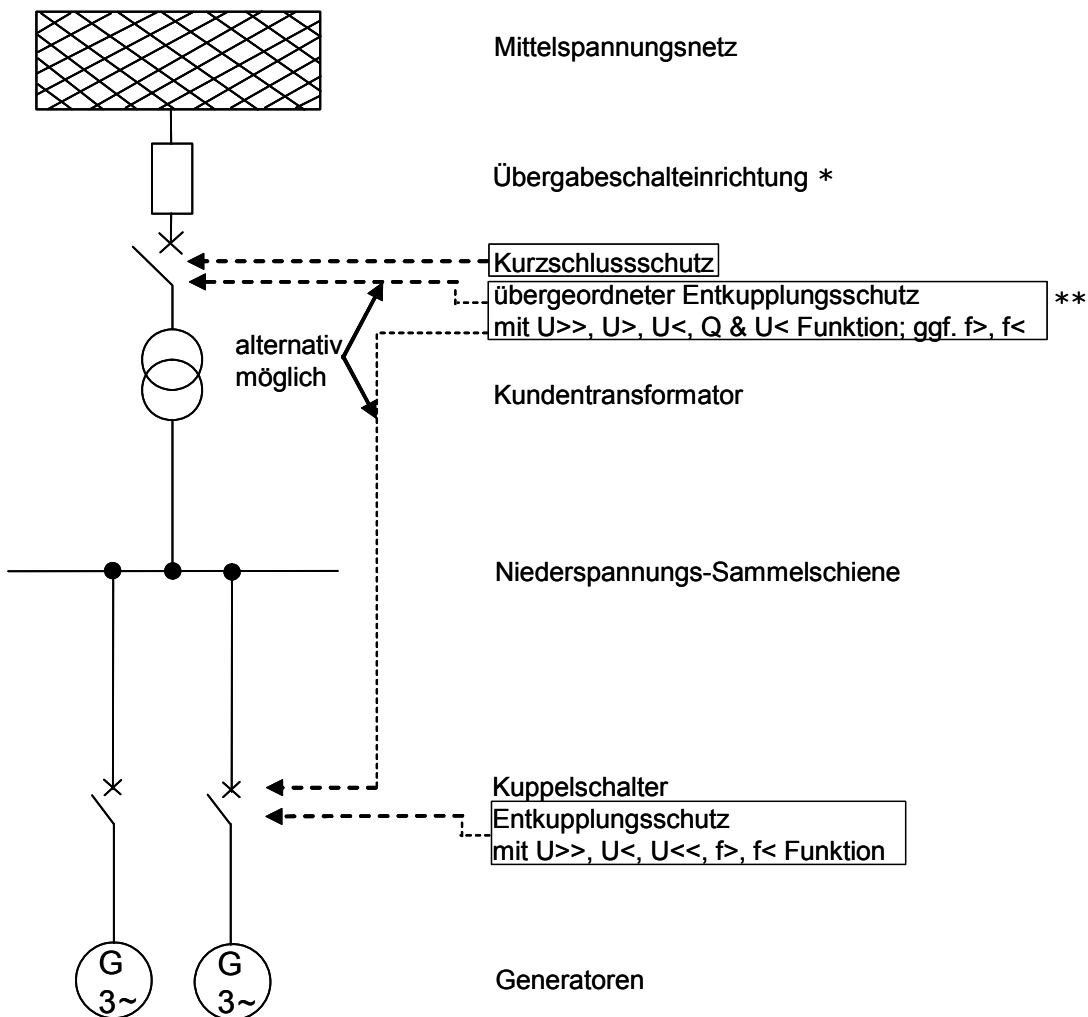 Mittelspannungsnetz
Übergabeschalteinrichtung *
Kurzschlussschutz
übergeordneter Entkupplungsschutz **
mit U>>, U>, U<, Q & U< Funktion; ggf. f>, f<
alternativ
möglich
Kundentransformator
Niederspannungs-Sammelschiene
Kuppelschalter
Entkupplungsschutz
mit U>>, U<, U<<, f>, f< Funktion
G
3~
G
3~
Generatoren